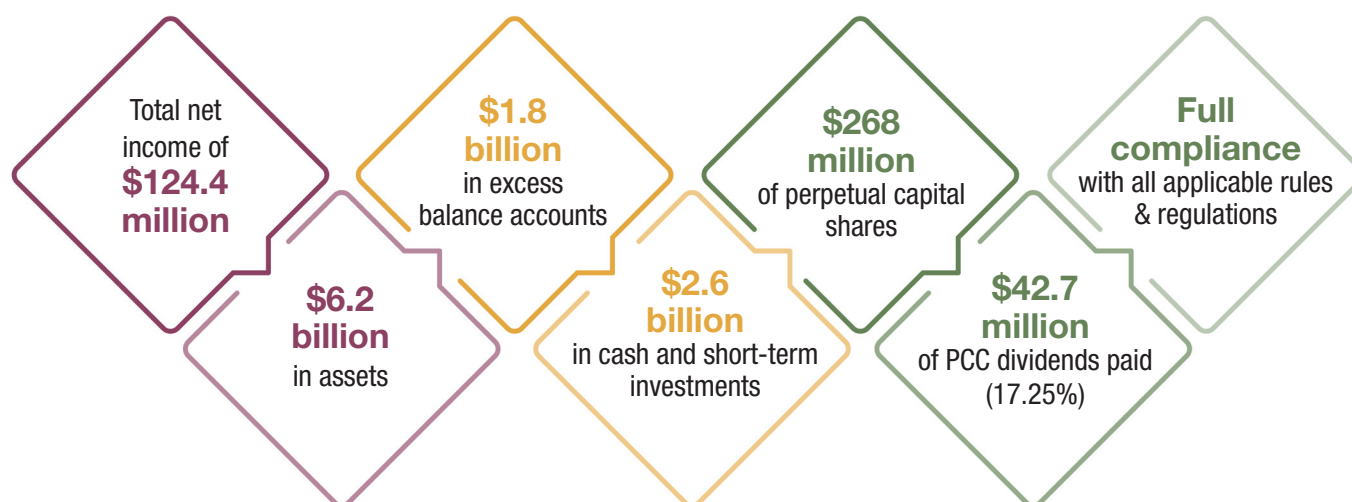 Total net
income of
$124.4
million
$6.2
billion
in assets
$1.8
billion
in excess
balance accounts
$2.6
billion
in cash and short-term
investments
$268
million
of perpetual capital
shares
$42.7
million
of PCC dividends paid
(17.25%)
Full
compliance
with all applicable rules
& regulations